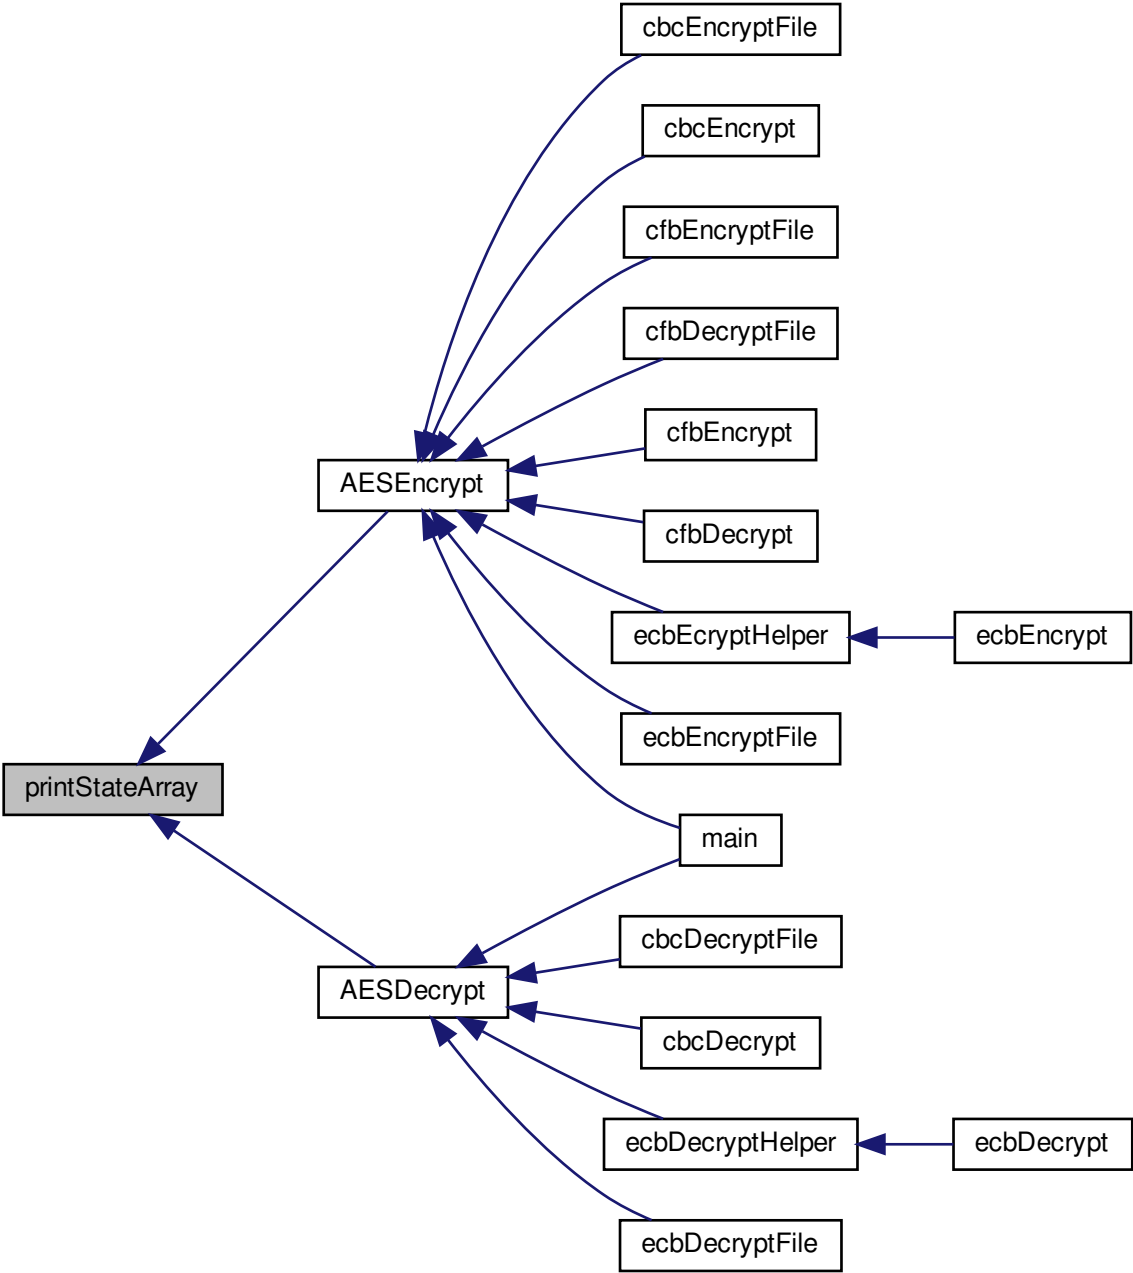 cbcEncryptFile
cbcEncrypt
cfbEncryptFile
cfbDecryptFile
cfbEncrypt
AESEncrypt
cfbDecrypt
ecbEcryptHelper
ecbEncrypt
ecbEncryptFile
printStateArray
main
cbcDecryptFile
AESDecrypt
cbcDecrypt
ecbDecryptHelper
ecbDecrypt
ecbDecryptFile